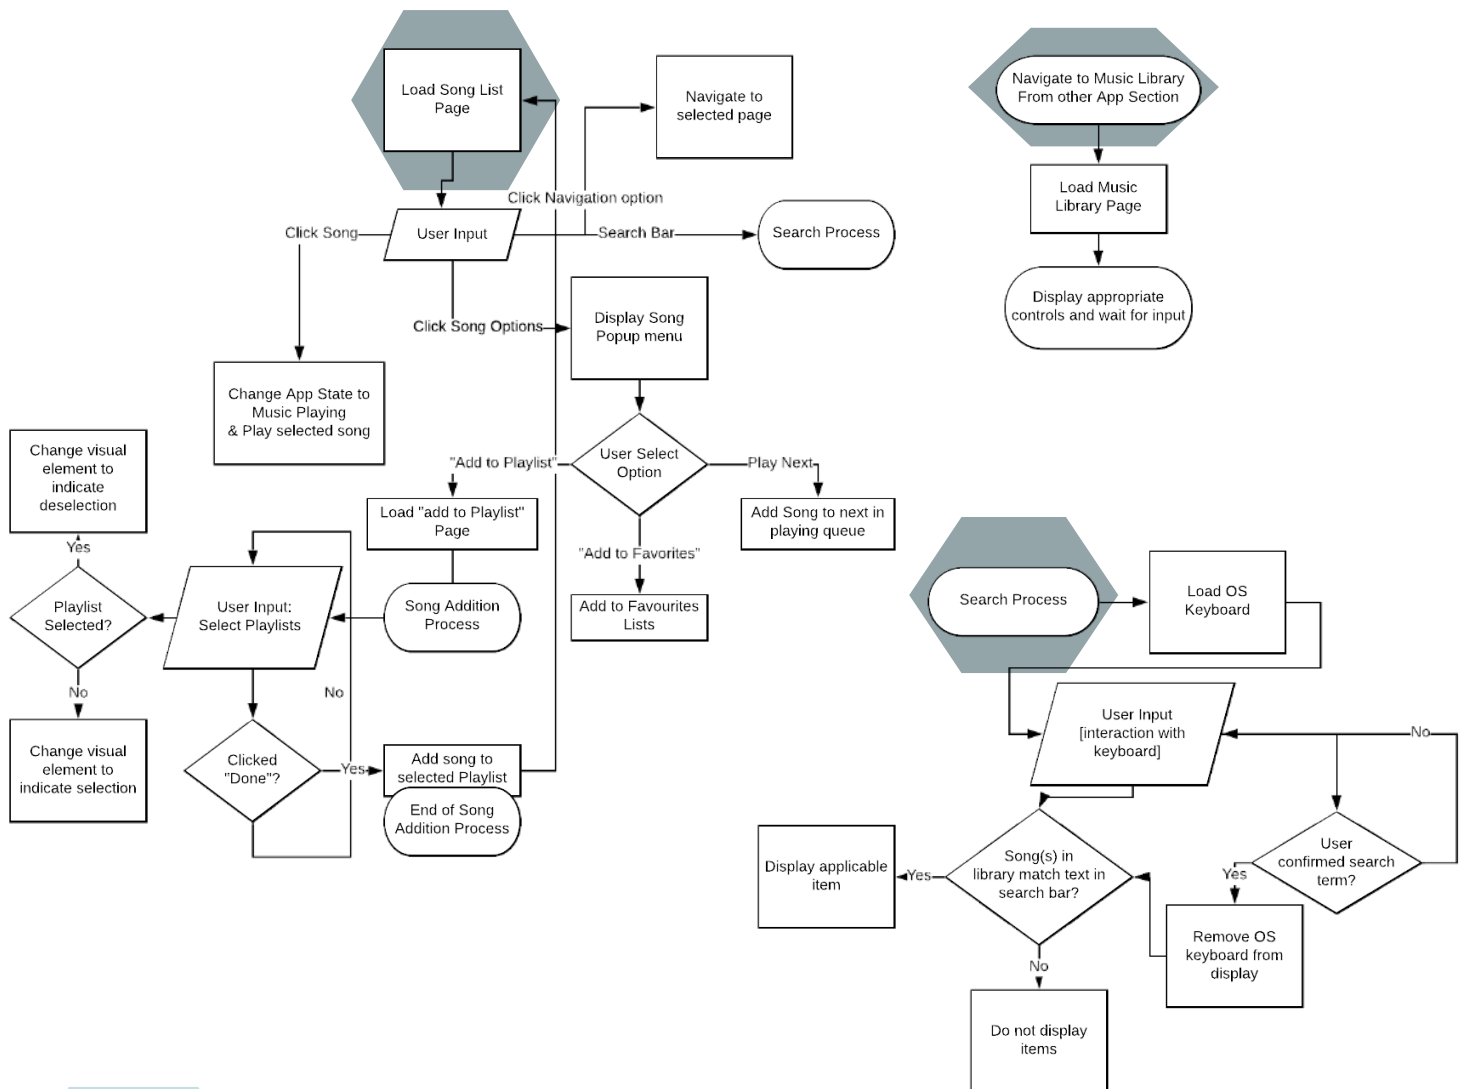 Load Song List
Page
Navigate to
selected page
Navigate to Music Library
From other App Section
Load Music
Library Page
Display appropriate
controls and wait for input
Click Navigation option
Click Song
User Input
Search Bar
Search Process
Click Song Options
Display Song
Popup menu
Change App State to
Music Playing
& Play selected song
User Select
Option
"Add to Playlist"
Play Next
Load "add to Playlist"
Page
Add Song to next in
playing queue
"Add to Favorites"
Add to Favourites
Lists
Change visual
element to
indicate
deselection
Yes
Playlist
Selected?
User Input:
Select Playlists
Song Addition
Process
No
No
Change visual
element to
indicate selection
Clicked
"Done"?
Yes
Add song to
selected Playlist
End of Song
Addition Process
Search Process
Load OS
Keyboard
User Input
[interaction with
keyboard]
No
User
confirmed search
term?
Yes
Song(s) in
library match text in
search bar?
Yes
Display applicable
item
Remove OS
keyboard from
display
No
Do not display
items